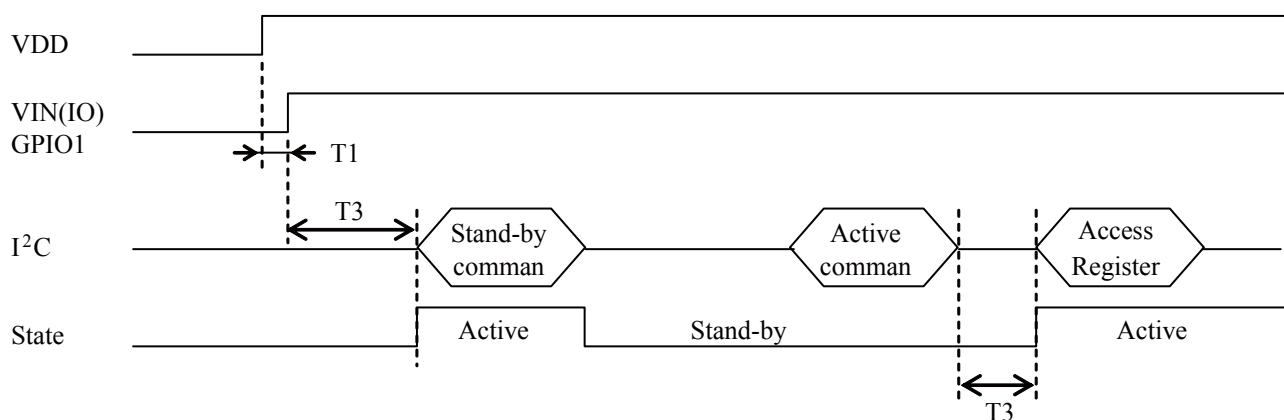 VDD
VIN(IO)
GPIO1
T1
T3
I²C
Stand-by
comman
Active
comman
Access
Register
State
Active
Stand-by
Active
T3